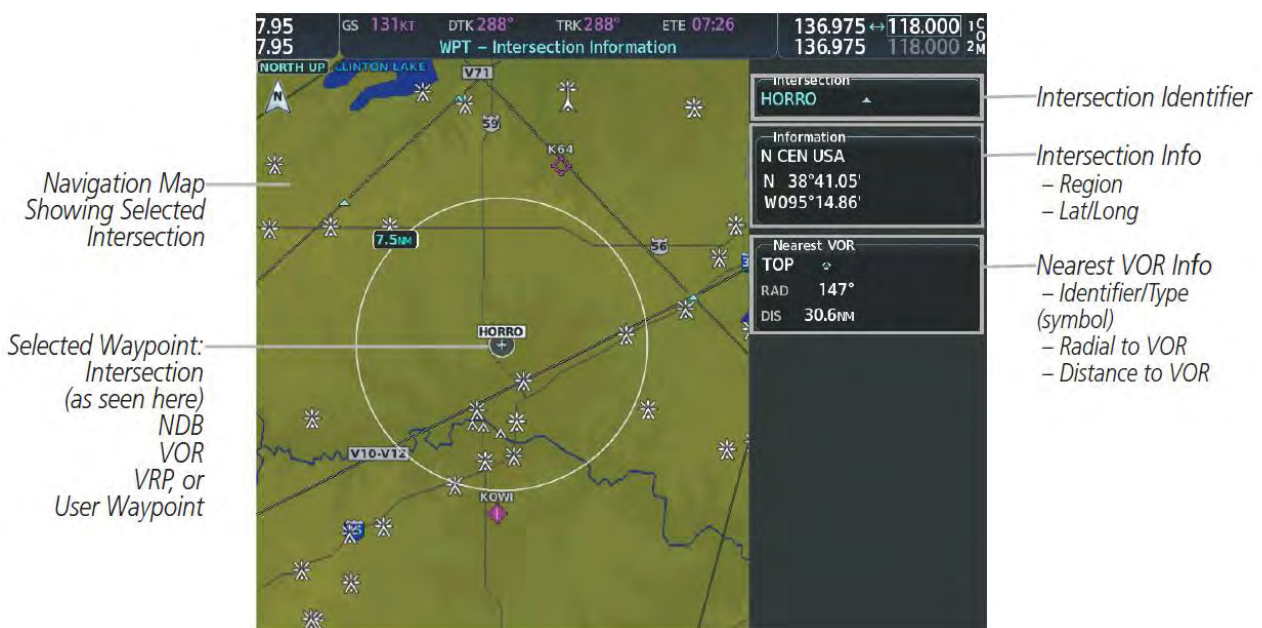 7.95 GS 131KT DTK 288° TRK 288° ETE 07:26 136.975 ↔ 118.000 1 C
7.95 WPT – Intersection Information 136.975 118.000 2 O M
NORTH UP CLINTON LAKE V71
N
59
K64
7.5NM
56
HORRO
V10-V12
KOWI
35
Intersection
HORRO
Information
N CEN USA
N 38°41.05'
W095°14.86'
Nearest VOR
TOP
RAD 147°
DIS 30.6NM
Navigation Map
Showing Selected
Intersection
Selected Waypoint:
Intersection
(as seen here)
NDB
VOR
VRP, or
User Waypoint
Intersection Identifier
Intersection Info
– Region
– Lat/Long
Nearest VOR Info
– Identifier/Type
(symbol)
– Radial to VOR
– Distance to VOR